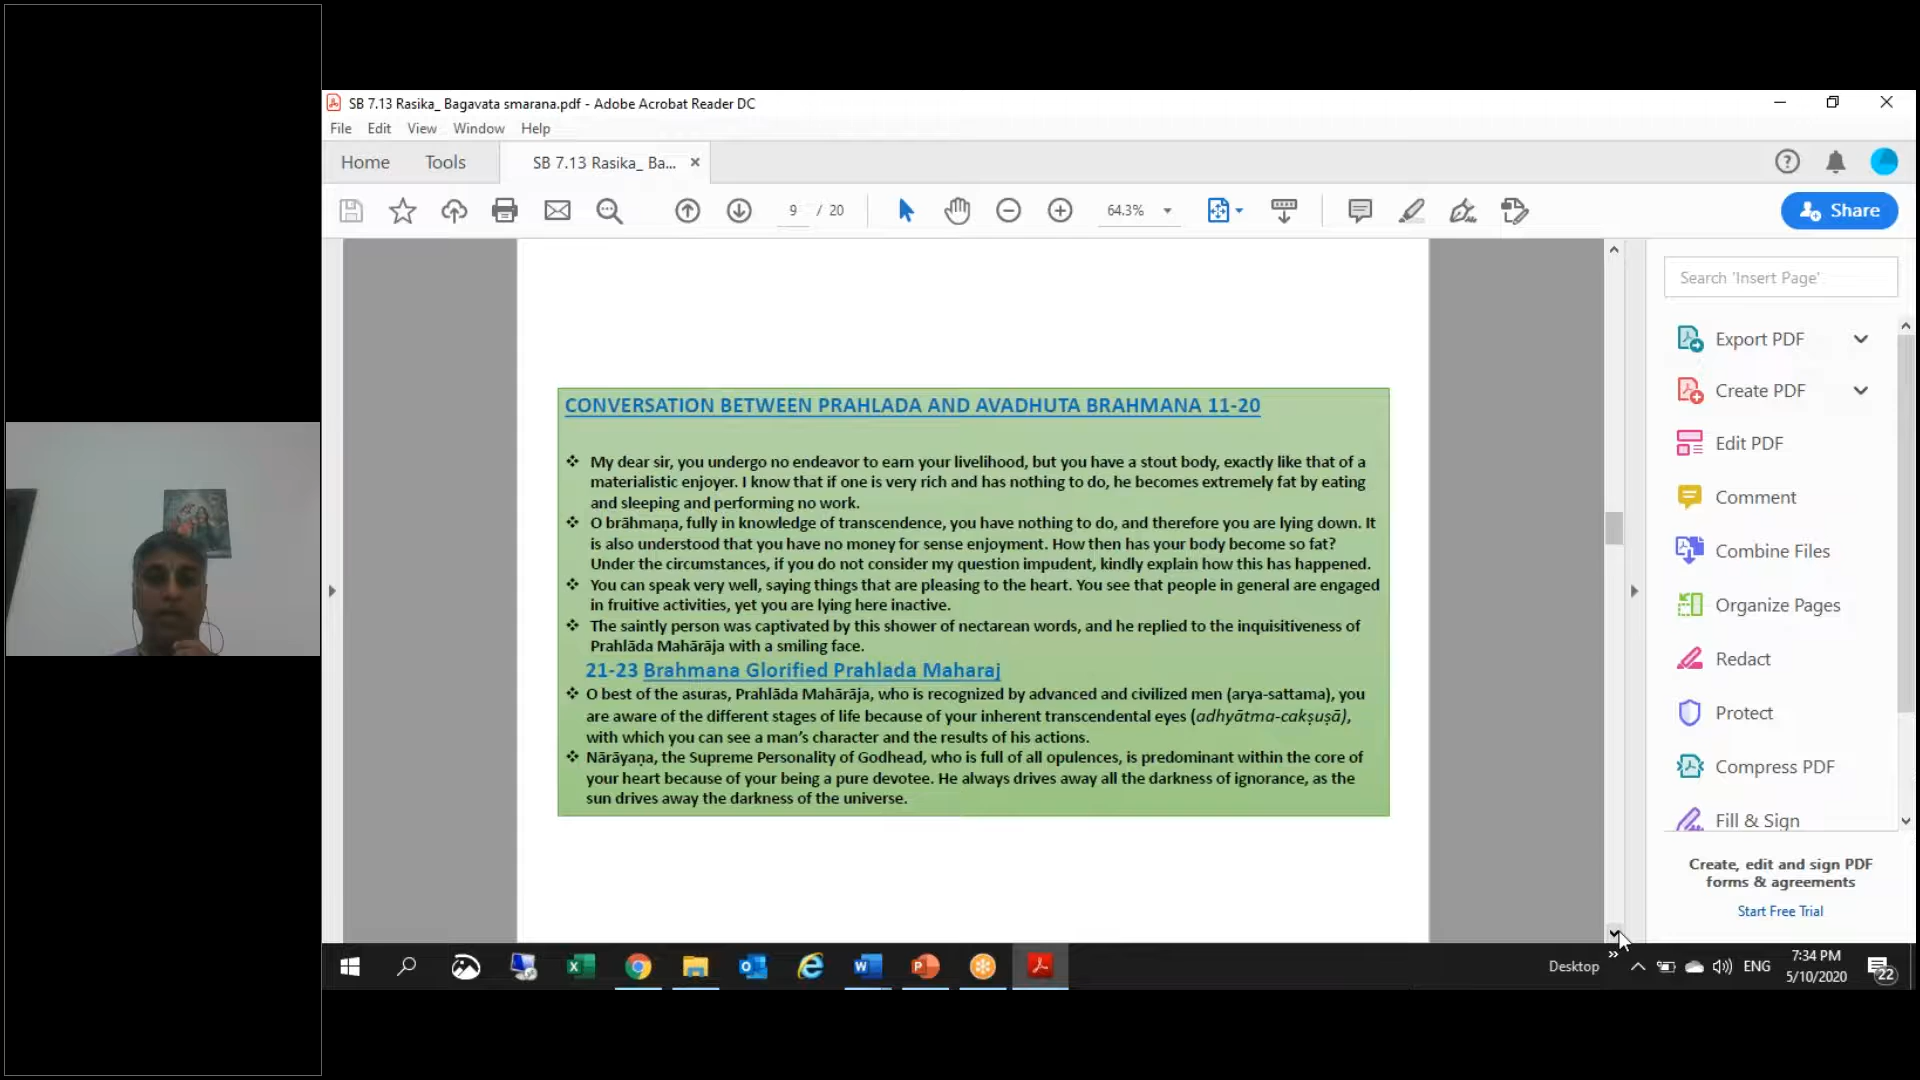 SB 7.13 Rasika_ Bagavata smarana.pdf - Adobe Acrobat Reader DC
File Edit View Window Help
Home Tools SB 7.13 Rasika_ Ba...
9 / 20 64.3% Share
Search 'Insert Page'
Export PDF
Create PDF
Edit PDF
Comment
Combine Files
Organize Pages
Redact
Protect
Compress PDF
Fill & Sign
Create, edit and sign PDF
forms & agreements
Start Free Trial
CONVERSATION BETWEEN PRAHLADA AND AVADHUTA BRAHMANA 11-20
❖ My dear sir, you undergo no endeavor to earn your livelihood, but you have a stout body, exactly like that of a
materialistic enjoyer. I know that if one is very rich and has nothing to do, he becomes extremely fat by eating
and sleeping and performing no work.
❖ O brāhmaṇa, fully in knowledge of transcendence, you have nothing to do, and therefore you are lying down. It
is also understood that you have no money for sense enjoyment. How then has your body become so fat?
Under the circumstances, if you do not consider my question impudent, kindly explain how this has happened.
❖ You can speak very well, saying things that are pleasing to the heart. You see that people in general are engaged
in fruitive activities, yet you are lying here inactive.
❖ The saintly person was captivated by this shower of nectarean words, and he replied to the inquisitiveness of
Prahlāda Mahārāja with a smiling face.
21-23 Brahmana Glorified Prahlada Maharaj
❖ O best of the asuras, Prahlāda Mahārāja, who is recognized by advanced and civilized men (arya-sattama), you
are aware of the different stages of life because of your inherent transcendental eyes (adhyātma-cakṣuṣā),
with which you can see a man's character and the results of his actions.
❖ Nārāyaṇa, the Supreme Personality of Godhead, who is full of all opulences, is predominant within the core of
your heart because of your being a pure devotee. He always drives away all the darkness of ignorance, as the
sun drives away the darkness of the universe.
Desktop ENG
7:34 PM
5/10/2020
22